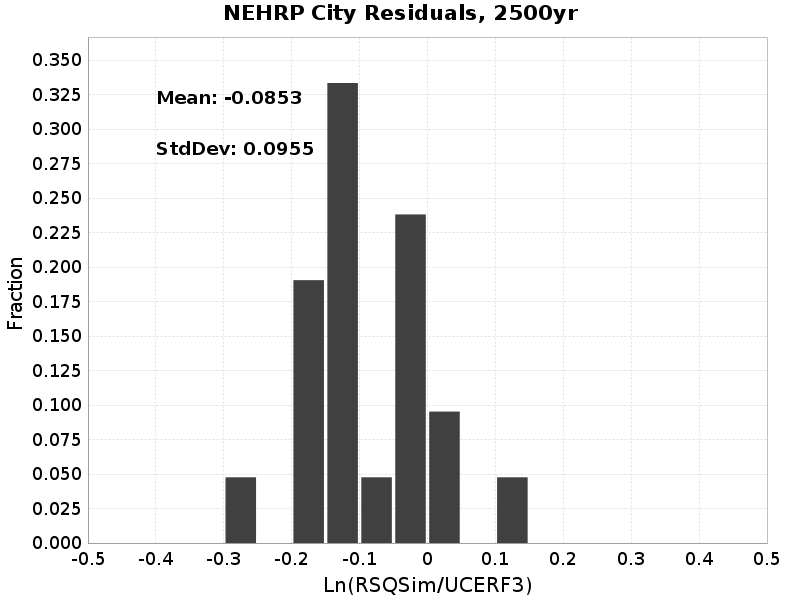 NEHRP City Residuals, 2500yr
0.350
0.325
0.300
0.275
0.250
0.225
0.200
0.175
0.150
0.125
0.100
0.075
0.050
0.025
0.000
Fraction
Mean: -0.0853
StdDev: 0.0955
-0.5 -0.4 -0.3 -0.2 -0.1 0 0.1 0.2 0.3 0.4 0.5
Ln(RSQSim/UCERF3)